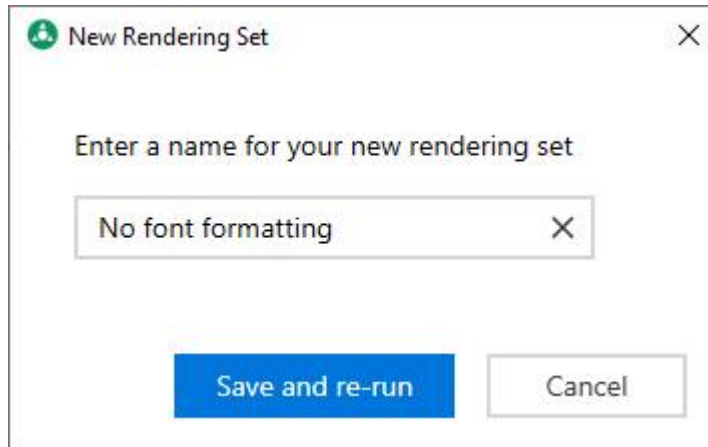 New Rendering Set
Enter a name for your new rendering set
No font formatting
Save and re-run Cancel